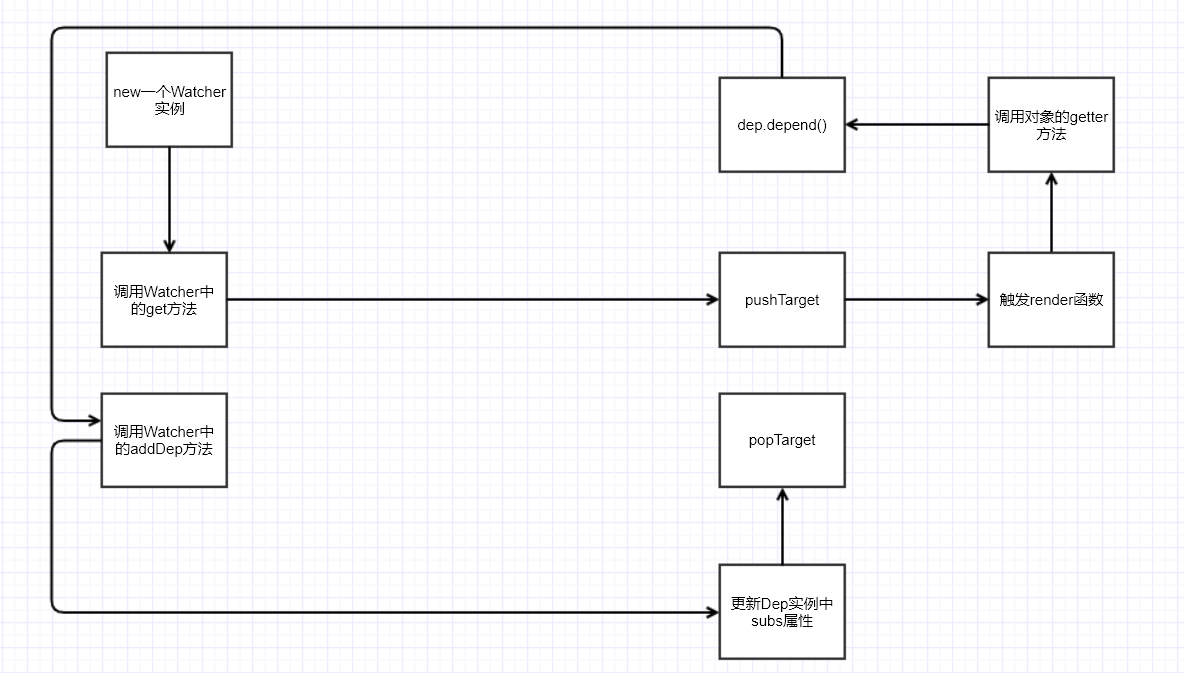 new一个Watcher
实例
dep.depend()
调用对象的getter
方法
调用Watcher中
的get方法
pushTarget
触发render函数
调用Watcher中
的addDep方法
popTarget
更新Dep实例中
subs属性